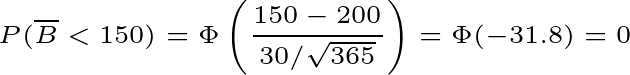 $P(\overline{B} < 150) = \Phi\left(\frac{150 - 200}{30/\sqrt{365}}\right) = \Phi(-31.8) = 0$